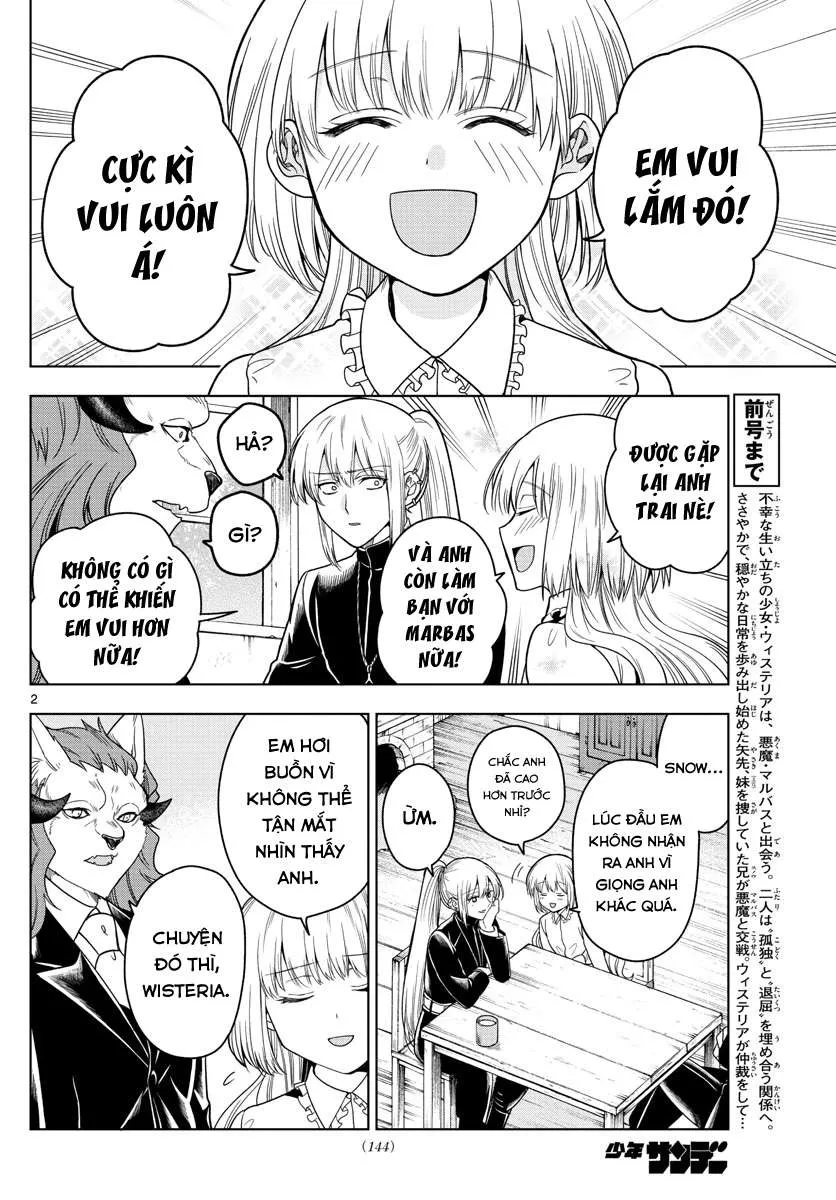 EM VUI
LẮM ĐÓ!
CỰC KÌ
VUI LUÔN
Á!
前号まで
不幸な生い立ちの少女・ウィステリアは、悪魔・マルバスと出会う。二人は〝孤独〟と〝退屈〟を埋め合う関係へ。
ささやかで、穏やかな日常を歩み出し始めた矢先、妹を捜していた兄が悪魔と交戦。ウィステリアが仲裁をして…
ĐƯỢC GẶP
LẠI ANH
TRAI NÈ!
VÀ ANH
CÒN LÀM
BẠN VỚI
MARBAS
NỮA!
HẢ?
GÌ?
KHÔNG CÓ GÌ
CÓ THỂ KHIẾN
EM VUI HƠN
NỮA!
2
SNOW...
LÚC ĐẦU EM
KHÔNG NHẬN
RA ANH VÌ
GIỌNG ANH
KHÁC QUÁ.
CHẮC ANH
ĐÃ CAO
HƠN TRƯỚC
NHỈ?
ỪM.
EM HƠI
BUỒN VÌ
KHÔNG THỂ
TẬN MẮT
NHÌN THẤY
ANH.
CHUYỆN
ĐÓ THÌ,
WISTERIA.
(144)
少年サンデー